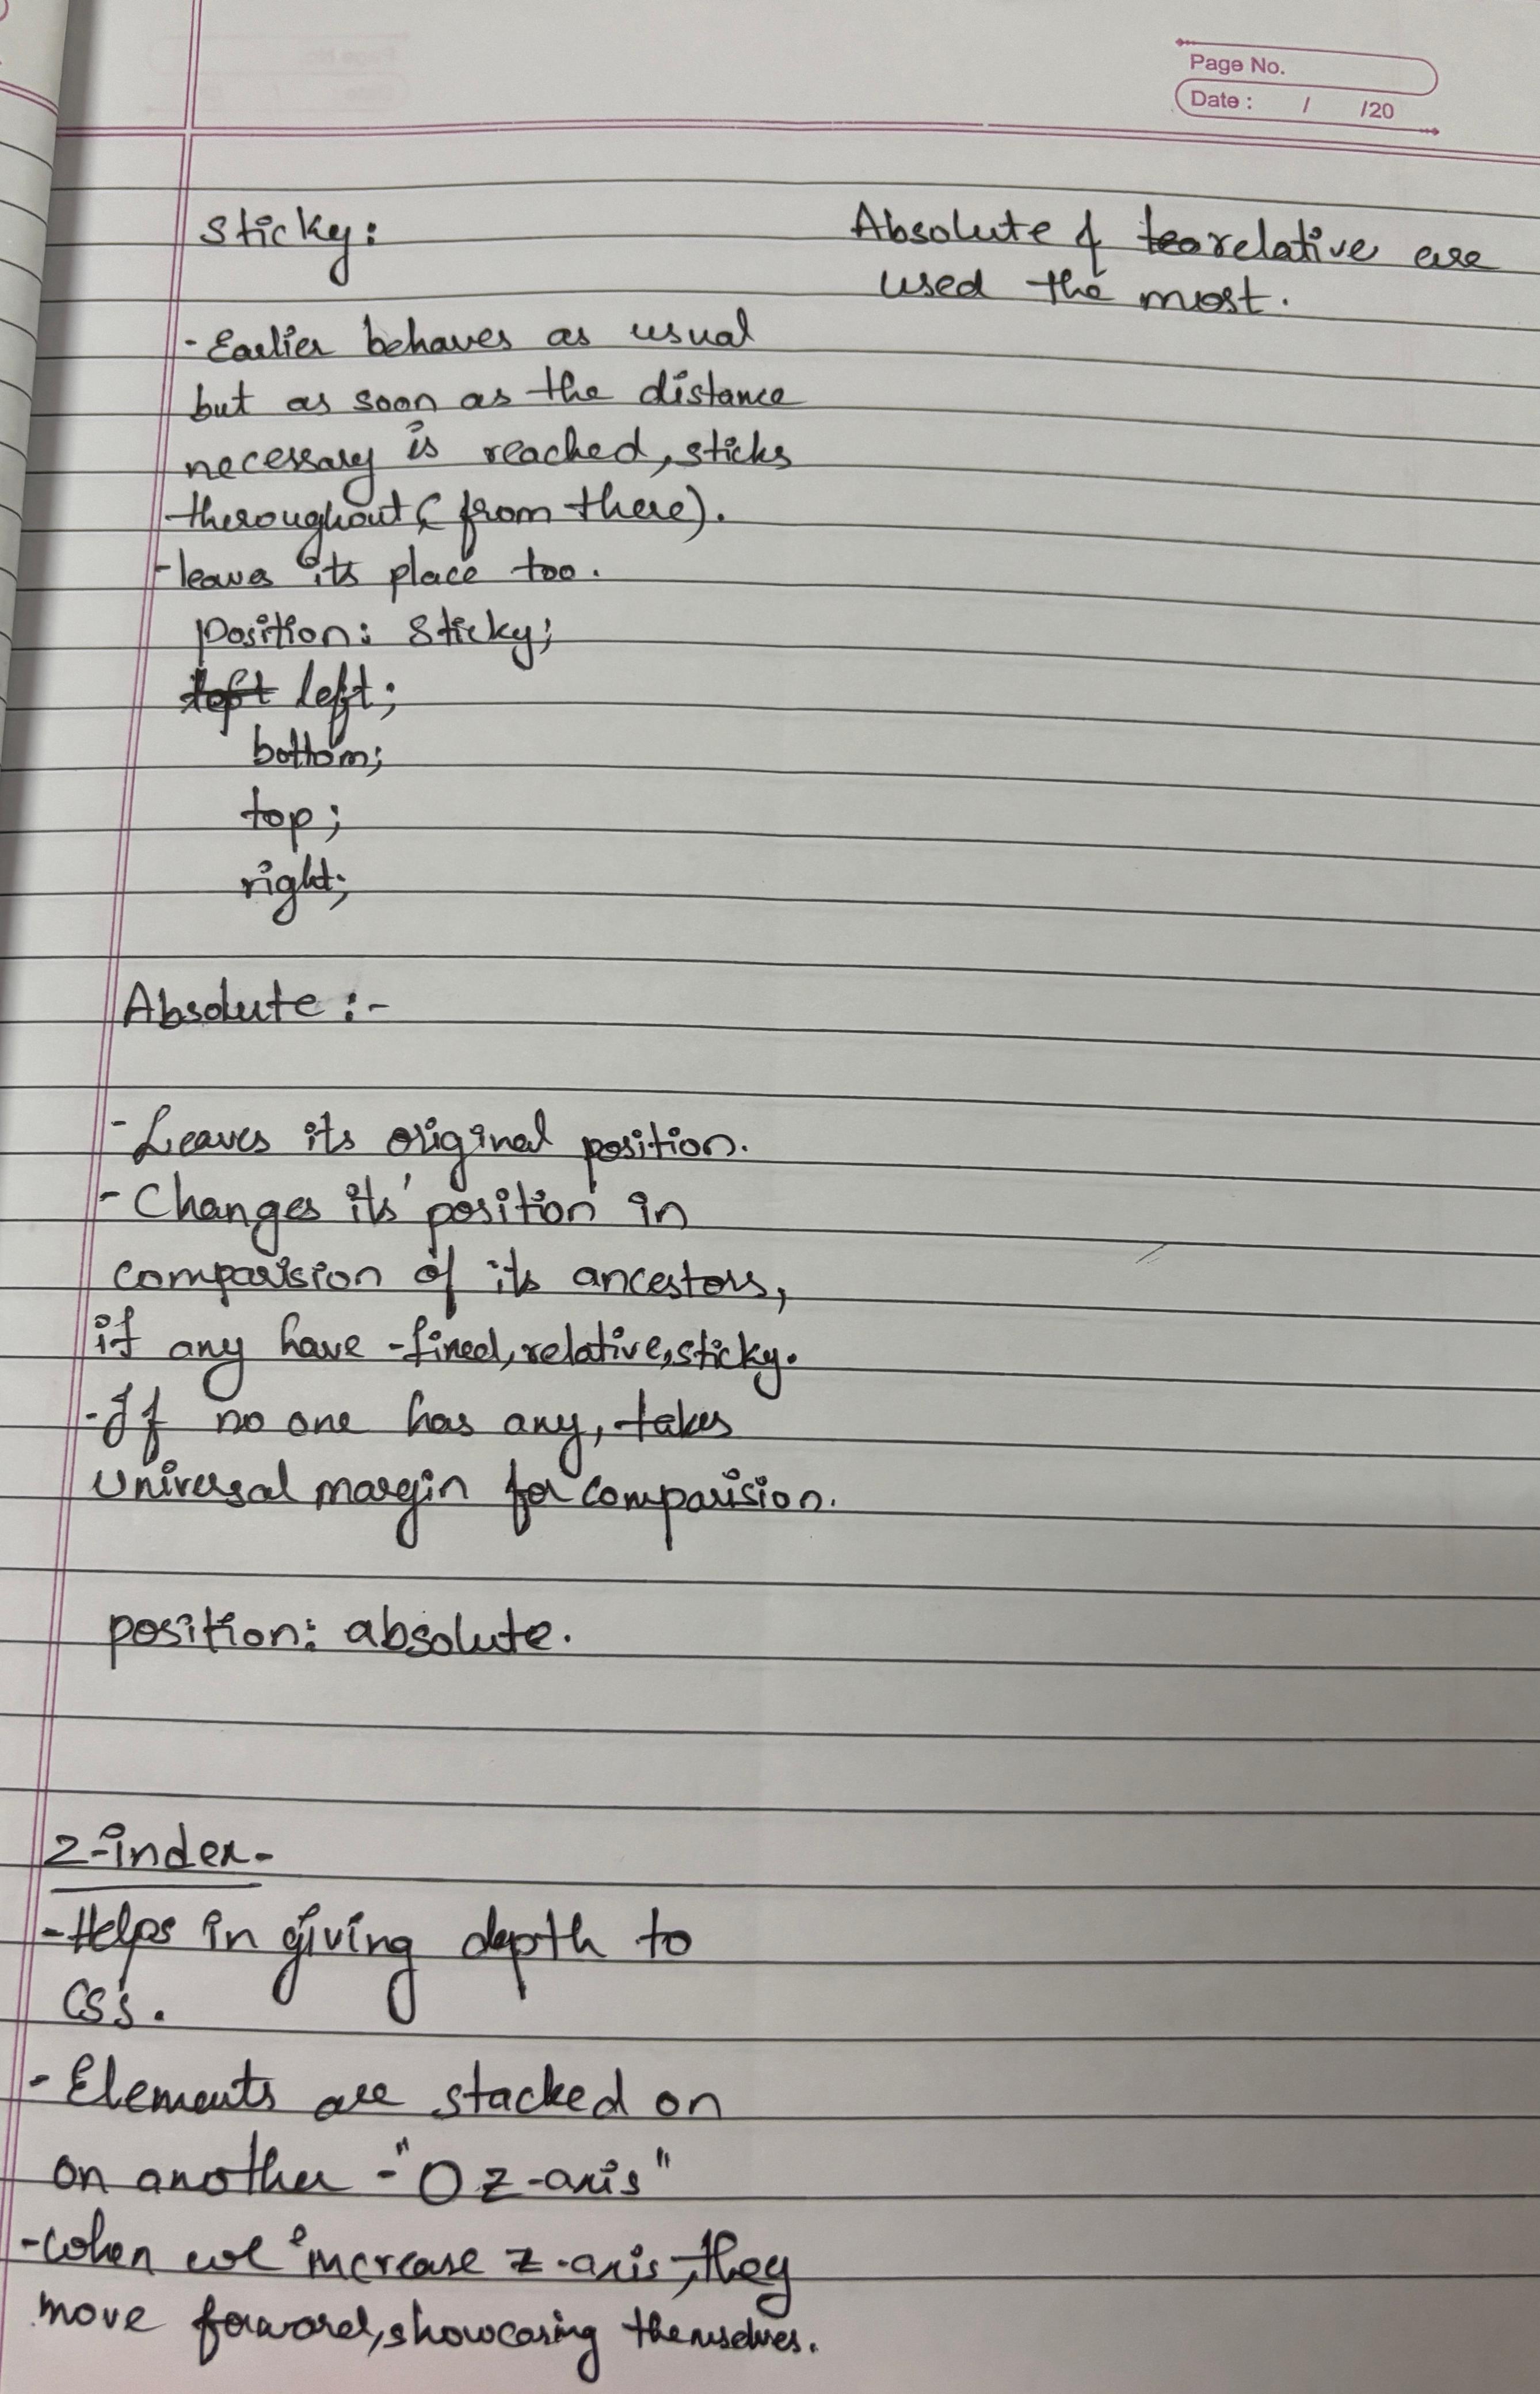 Page No.
Date : / /20
Sticky:
Absolute & relative are
used the most.
- Earlier behaves as usual
but as soon as the distance
necessary is reached, sticks
throughout (from there).
- leaves its place too.
position: sticky;
left;
bottom;
top;
right;
Absolute :-
- Leaves its original position.
- Changes its position in
comparision of its ancestors,
if any have -fixed, relative, sticky.
- If no one has any, takes
universal margin for comparision.
position: absolute.
z-index-
- Helps in giving depth to
CSS.
- Elements are stacked on
on another - "0 z-axis"
- When we increase z-axis, they
move forward, showcasing themselves.